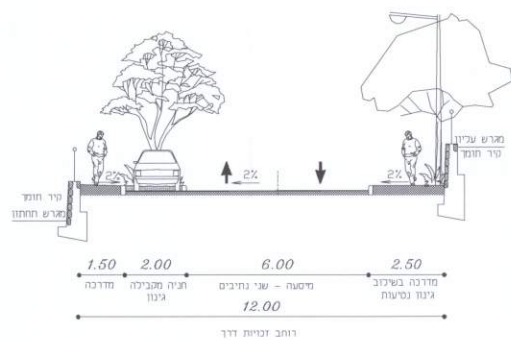 מגרש עליון
קיר תומך
2%
2%
2%
קיר תומך
מגרש תחתון
1.50
2.00
6.00
2.50
מדרכה
חניה מקבילה
גינון
מיסעה - שני נתיבים
מדרכה בשילוב
גינון נטיעות
12.00
רוחב זכויות דרך